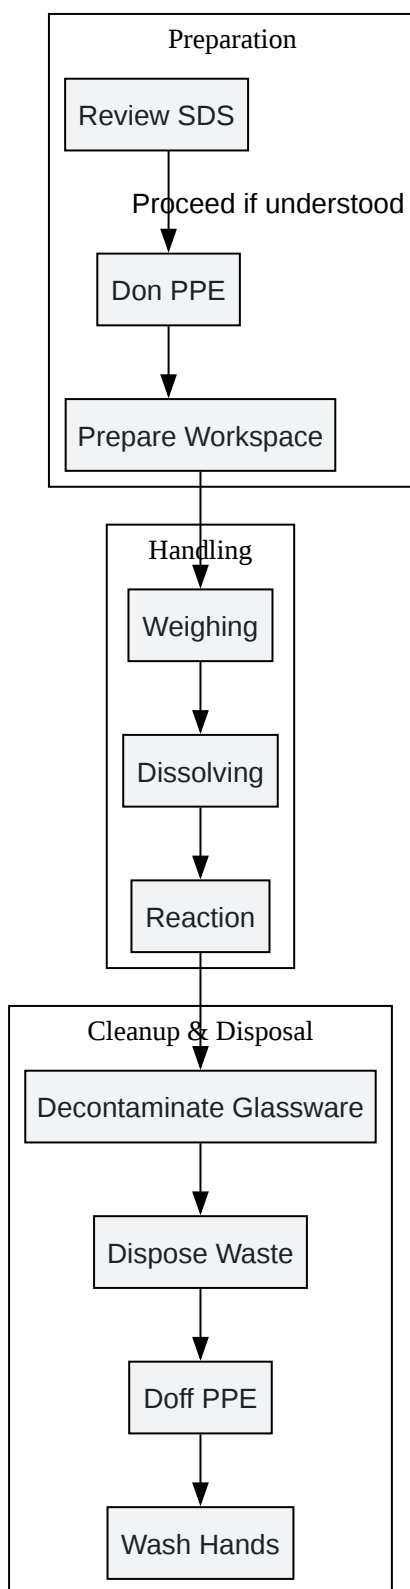 Preparation
Review SDS
Proceed if understood
Don PPE
Prepare Workspace
Handling
Weighing
Dissolving
Reaction
Cleanup & Disposal
Decontaminate Glassware
Dispose Waste
Doff PPE
Wash Hands